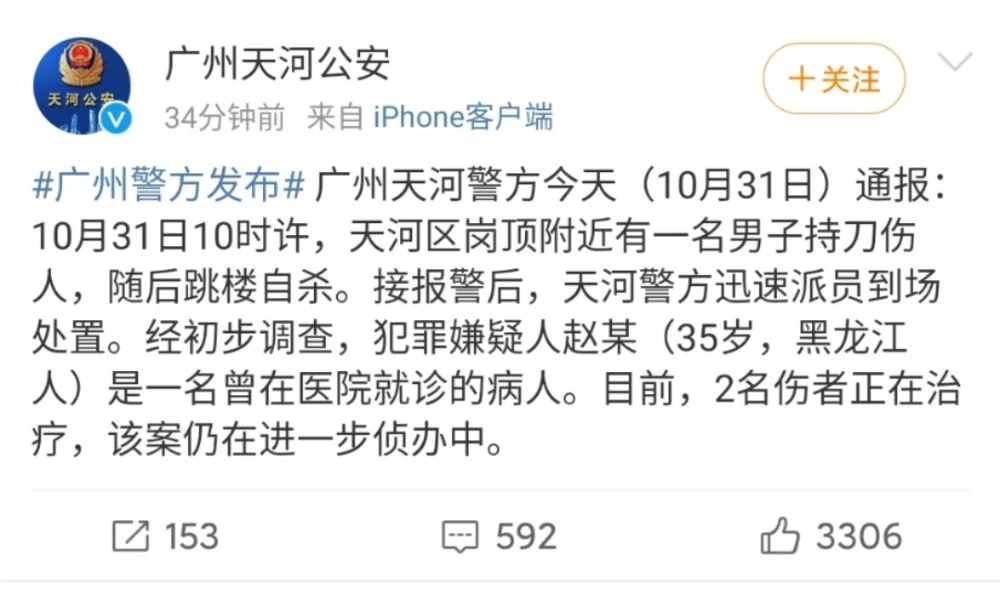 天河公安
广州天河公安
34分钟前 来自 iPhone客户端
+关注
#广州警方发布# 广州天河警方今天（10月31日）通报：
10月31日10时许，天河区岗顶附近有一名男子持刀伤
人，随后跳楼自杀。接报警后，天河警方迅速派员到场
处置。经初步调查，犯罪嫌疑人赵某（35岁，黑龙江
人）是一名曾在医院就诊的病人。目前，2名伤者正在治
疗，该案仍在进一步侦办中。
153
592
3306